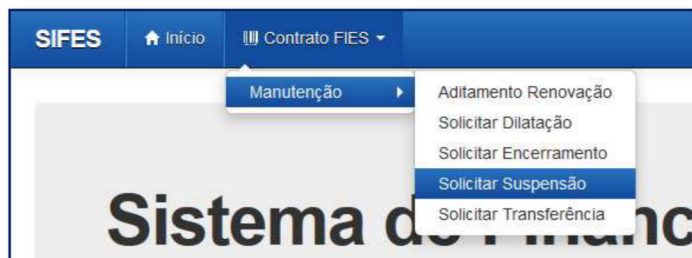 SIFES Início Contrato FIES
Manutenção Aditamento Renovação
Solicitar Dilatação
Solicitar Encerramento
Solicitar Suspensão
Solicitar Transferência
Sistema